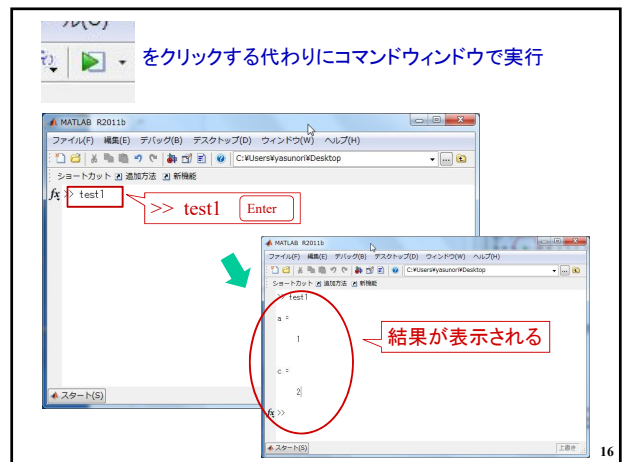 ル(O)
をクリックする代わりにコマンドウィンドウで実行
MATLAB R2011b
ファイル(F) 編集(E) デバッグ(B) デスクトップ(D) ウィンドウ(W) ヘルプ(H)
C:¥Users¥yasunori¥Desktop
ショートカット 追加方法 新機能
fx >> test1
>> test1 Enter
スタート(S)
MATLAB R2011b
ファイル(F) 編集(E) デバッグ(B) デスクトップ(D) ウィンドウ(W) ヘルプ(H)
C:¥Users¥yasunori¥Desktop
ショートカット 追加方法 新機能
>> test1
a =
1
結果が表示される
c =
2
fx >>
スタート(S)
上書き
16